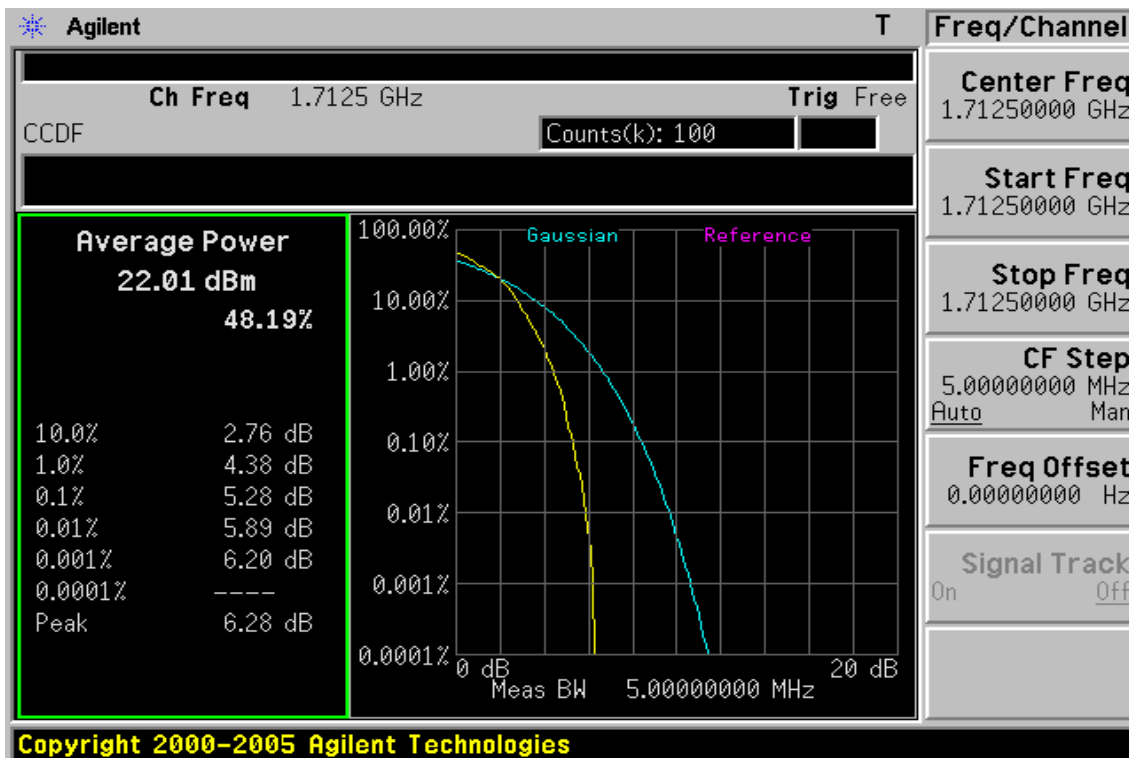 Agilent T
Ch Freq 1.7125 GHz Trig Free
CCDF
Counts(k): 100
Average Power
22.01 dBm
48.19%
10.0% 2.76 dB
1.0% 4.38 dB
0.1% 5.28 dB
0.01% 5.89 dB
0.001% 6.20 dB
0.0001% ----
Peak 6.28 dB
Gaussian Reference
100.00%
10.00%
1.00%
0.10%
0.01%
0.001%
0.0001%
0 dB 20 dB
Meas BW 5.00000000 MHz
Freq/Channel
Center Freq
1.71250000 GHz
Start Freq
1.71250000 GHz
Stop Freq
1.71250000 GHz
CF Step
5.00000000 MHz
Auto Man
Freq Offset
0.00000000 Hz
Signal Track
On Off
Copyright 2000-2005 Agilent Technologies